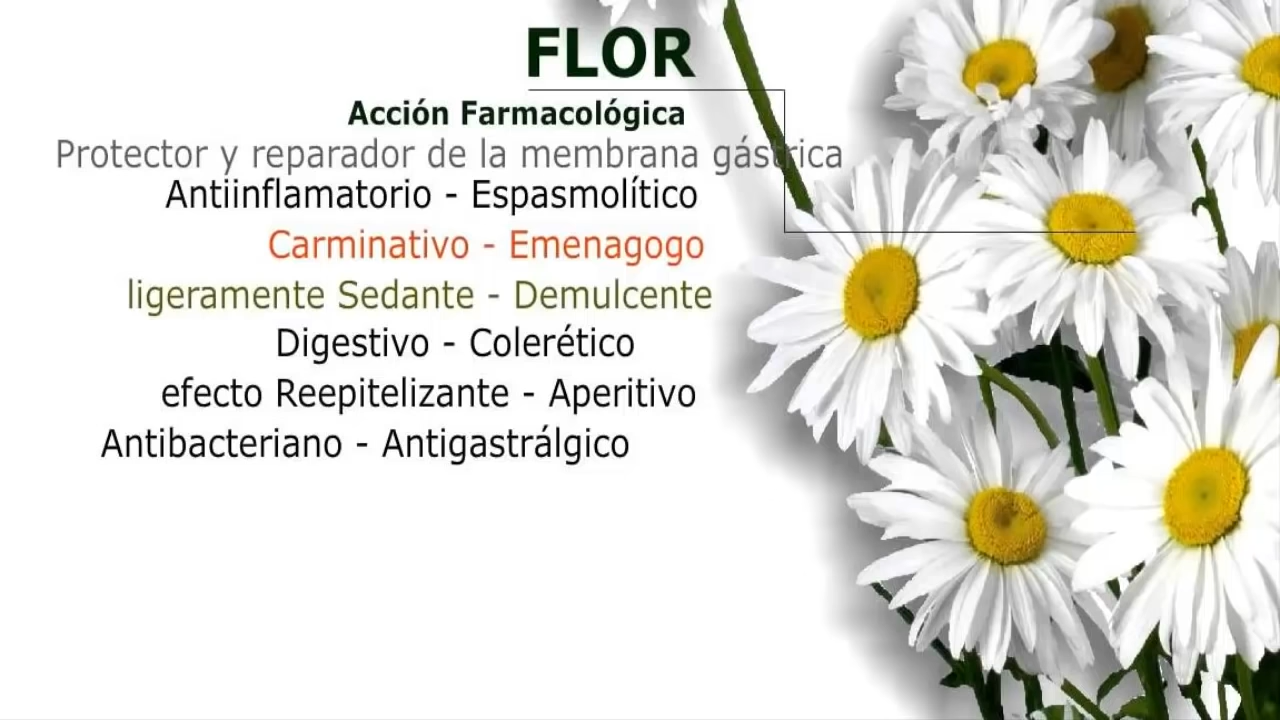 FLOR
Acción Farmacológica
Protector y reparador de la membrana gástrica
Antiinflamatorio - Espasmolítico
Carminativo - Emenagogo
ligeramente Sedante - Demulcente
Digestivo - Colerético
efecto Reepitelizante - Aperitivo
Antibacteriano - Antigastrálgico